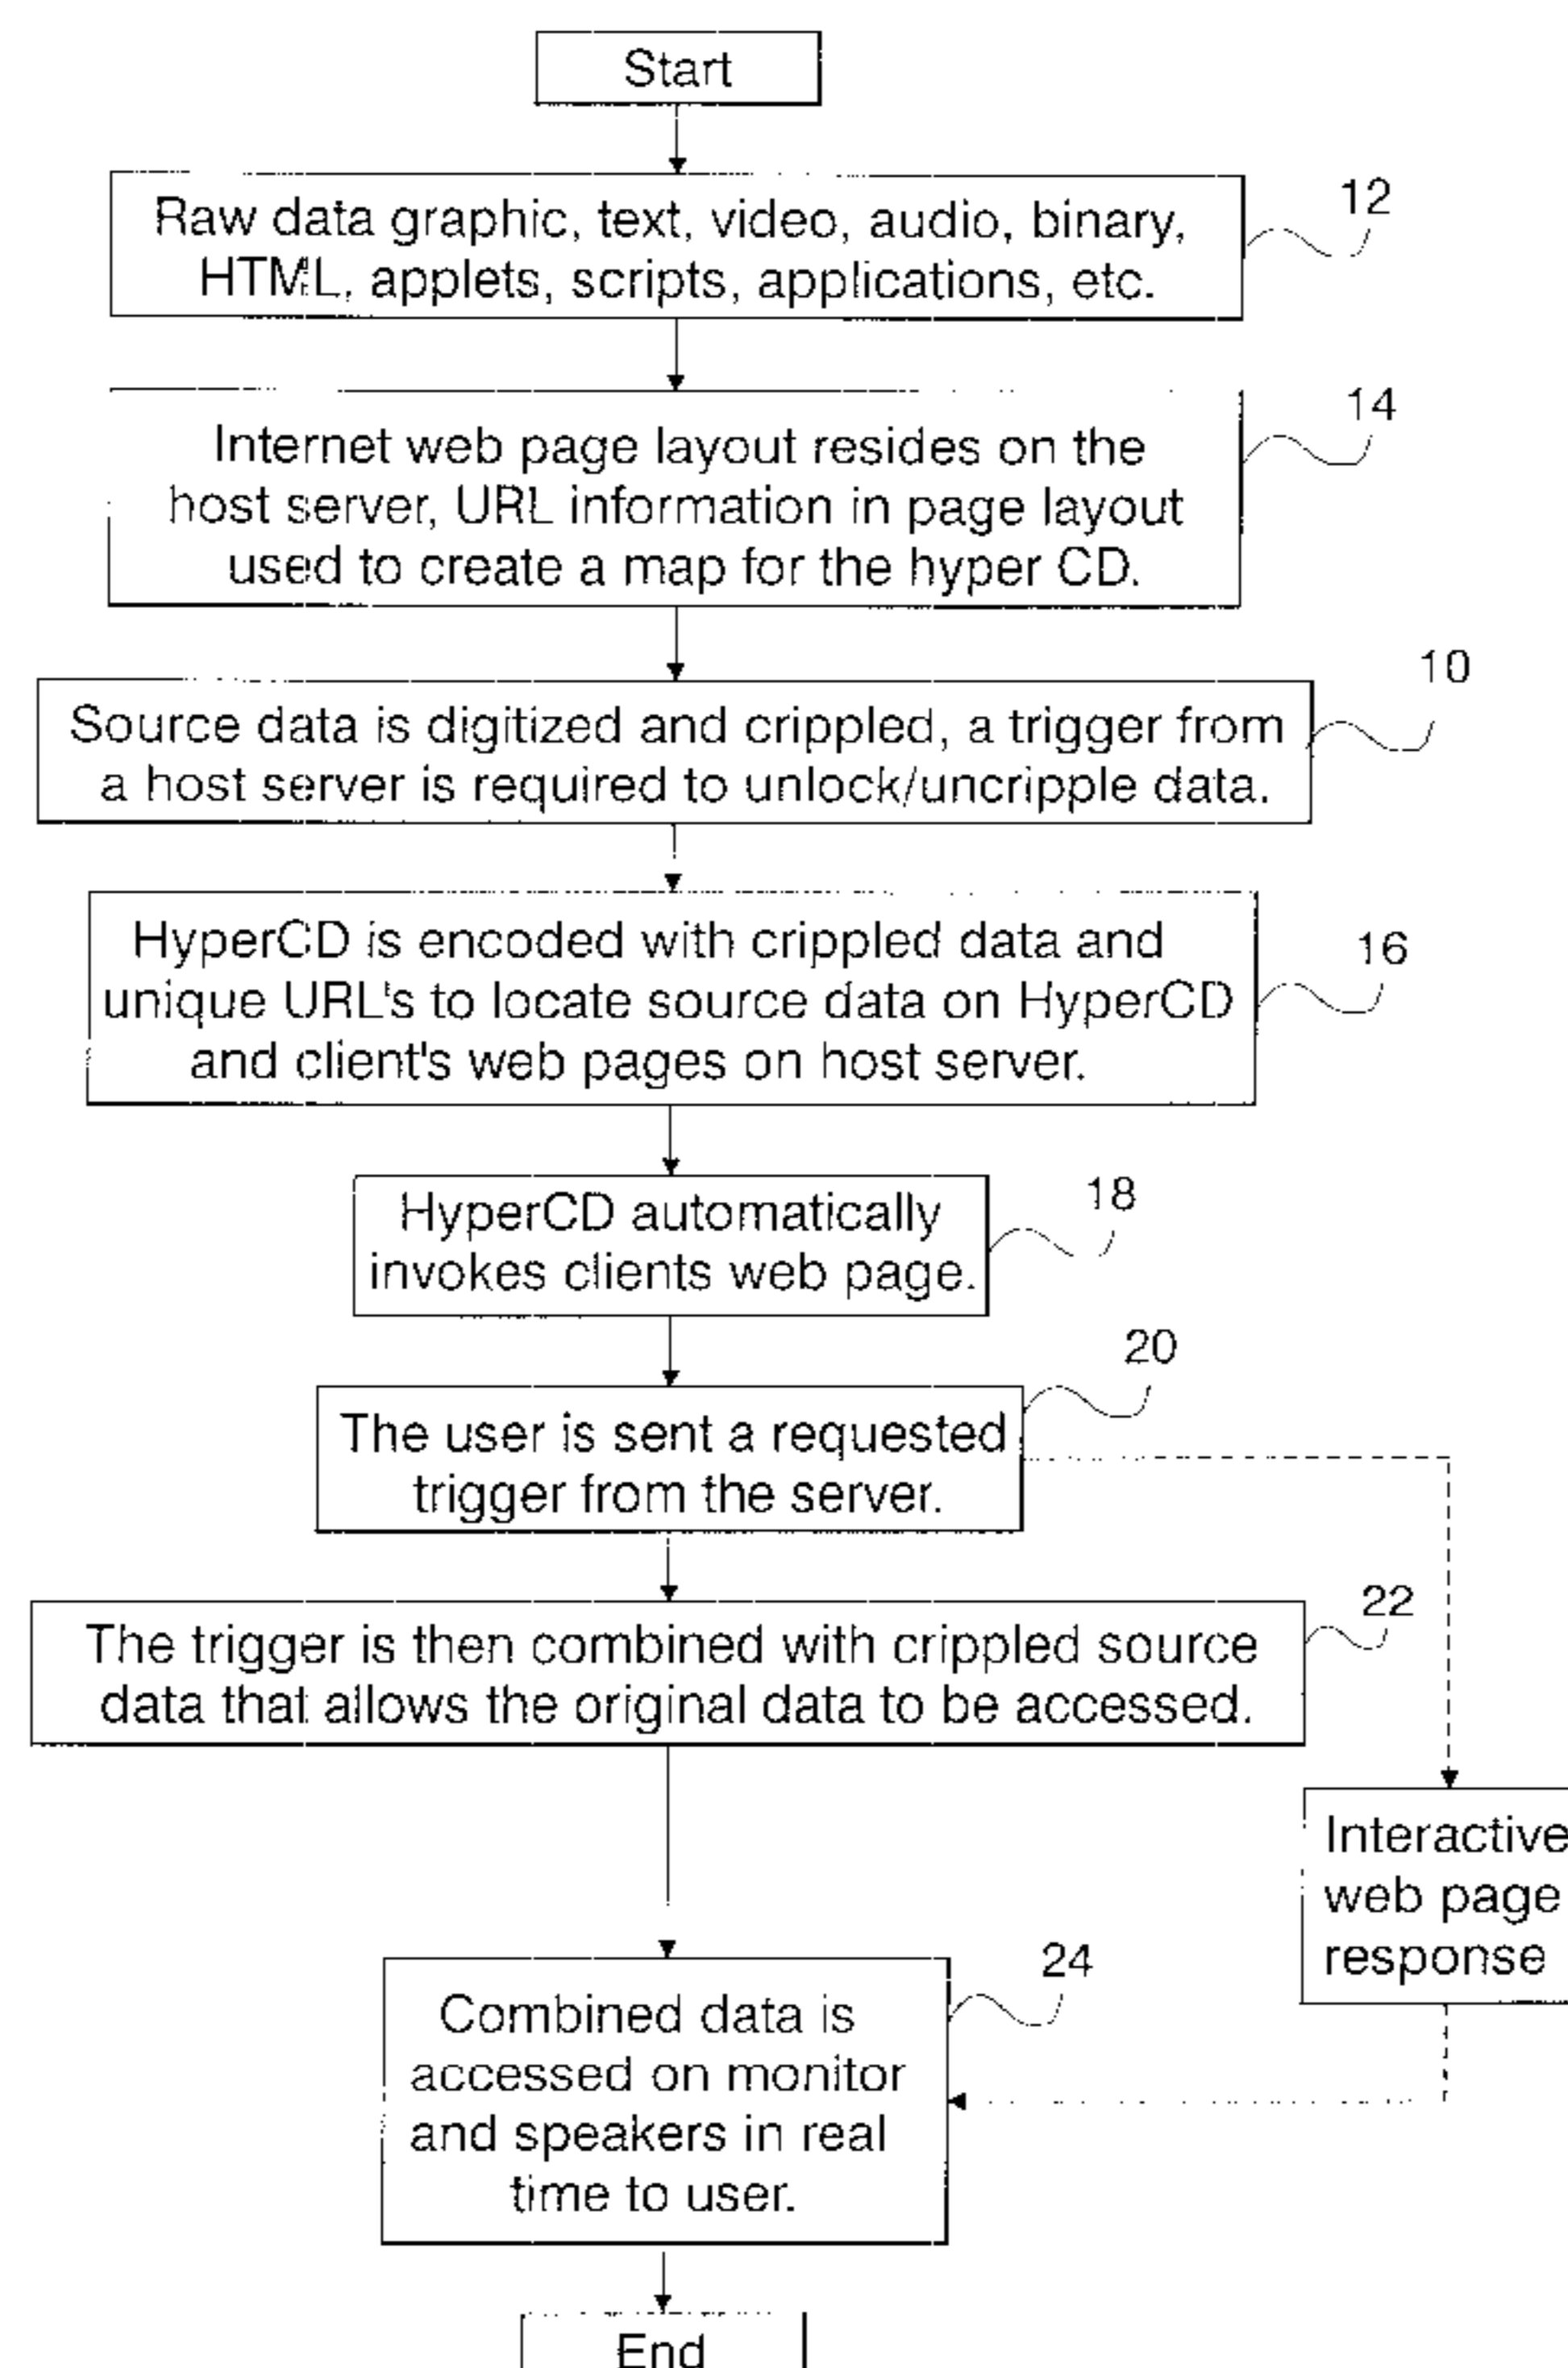 Start
12
Raw data graphic, text, video, audio, binary,
HTML, applets, scripts, applications, etc.
14
Internet web page layout resides on the
host server, URL information in page layout
used to create a map for the hyper CD.
10
Source data is digitized and crippled, a trigger from
a host server is required to unlock/uncripple data.
16
HyperCD is encoded with crippled data and
unique URL's to locate source data on HyperCD
and client's web pages on host server.
18
HyperCD automatically
invokes clients web page.
20
The user is sent a requested
trigger from the server.
22
The trigger is then combined with crippled source
data that allows the original data to be accessed.
Interactive
web page
response
24
Combined data is
accessed on monitor
and speakers in real
time to user.
End